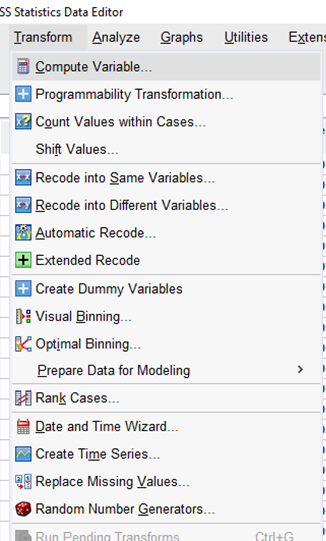 SS Statistics Data Editor
Transform Analyze Graphs Utilities Extens
Compute Variable...
Programmability Transformation...
Count Values within Cases...
Shift Values...
Recode into Same Variables...
Recode into Different Variables...
Automatic Recode...
Extended Recode
Create Dummy Variables
Visual Binning...
Optimal Binning...
Prepare Data for Modeling
Rank Cases...
Date and Time Wizard...
Create Time Series...
Replace Missing Values...
Random Number Generators...
Run Pending Transforms Ctrl+G